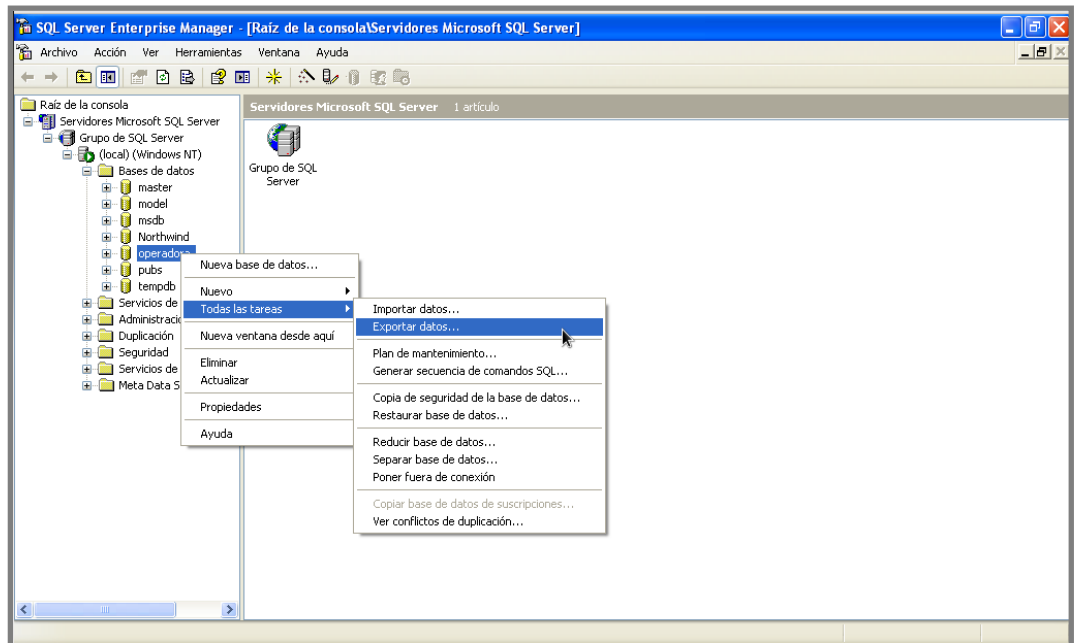 SQL Server Enterprise Manager - [Raíz de la consola\Servidores Microsoft SQL Server]
Archivo Acción Ver Herramientas Ventana Ayuda
Raíz de la consola
Servidores Microsoft SQL Server
Grupo de SQL Server
(local) (Windows NT)
Bases de datos
master
model
msdb
Northwind
operadora
pubs
tempdb
Servicios de
Administració
Duplicación
Seguridad
Servicios de
Meta Data S
Servidores Microsoft SQL Server 1 artículo
Grupo de SQL
Server
Nueva base de datos...
Nuevo
Todas las tareas
Nueva ventana desde aquí
Eliminar
Actualizar
Propiedades
Ayuda
Importar datos...
Exportar datos...
Plan de mantenimiento...
Generar secuencia de comandos SQL...
Copia de seguridad de la base de datos...
Restaurar base de datos...
Reducir base de datos...
Separar base de datos...
Poner fuera de conexión
Copiar base de datos de suscripciones...
Ver conflictos de duplicación...